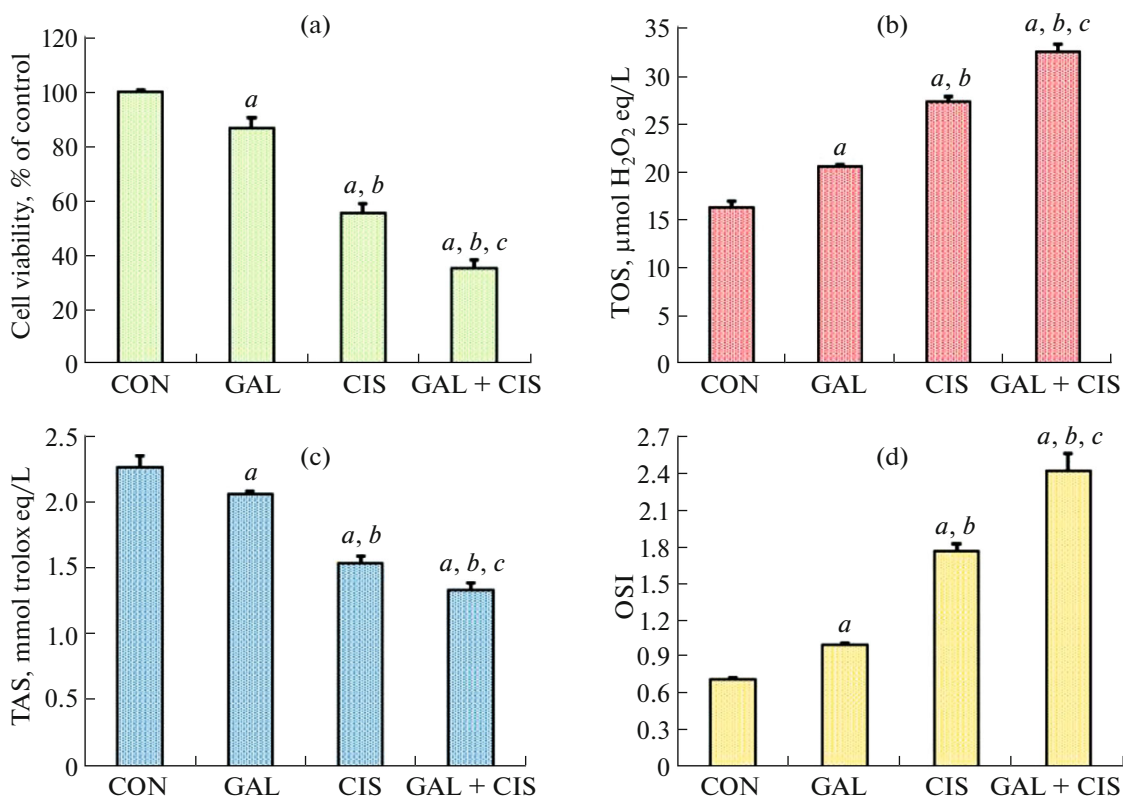 (a)
Cell viability, % of control
120
100
80
60
40
20
0
a
a, b
a, b, c
CON GAL CIS GAL + CIS
(b)
TOS, µmol H₂O₂ eq/L
35
30
25
20
15
10
5
0
a
a, b
a, b, c
CON GAL CIS GAL + CIS
(c)
TAS, mmol trolox eq/L
2.5
2.0
1.5
1.0
0.5
0
a
a, b
a, b, c
CON GAL CIS GAL + CIS
(d)
OSI
2.7
2.4
2.1
1.8
1.5
1.2
0.9
0.6
0.3
0
a
a, b
a, b, c
CON GAL CIS GAL + CIS